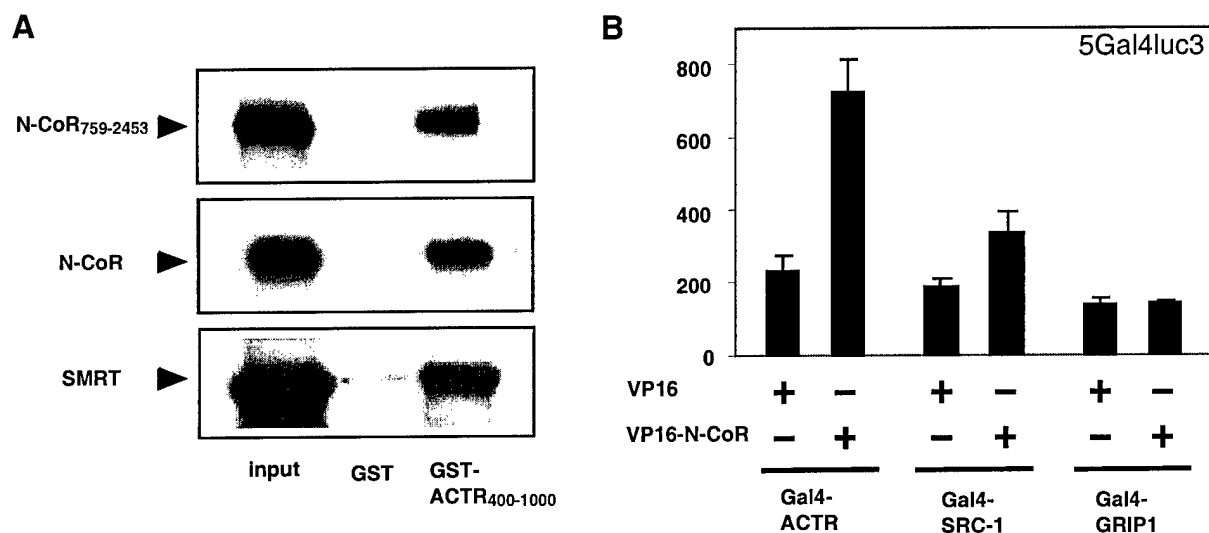 A
N-CoR759-2453
N-CoR
SMRT
input
GST
GST-
ACTR400-1000
B
5Gal4luc3
800
600
400
200
0
VP16 + − + − + −
VP16-N-CoR − + − + − +
Gal4-
ACTR
Gal4-
SRC-1
Gal4-
GRIP1